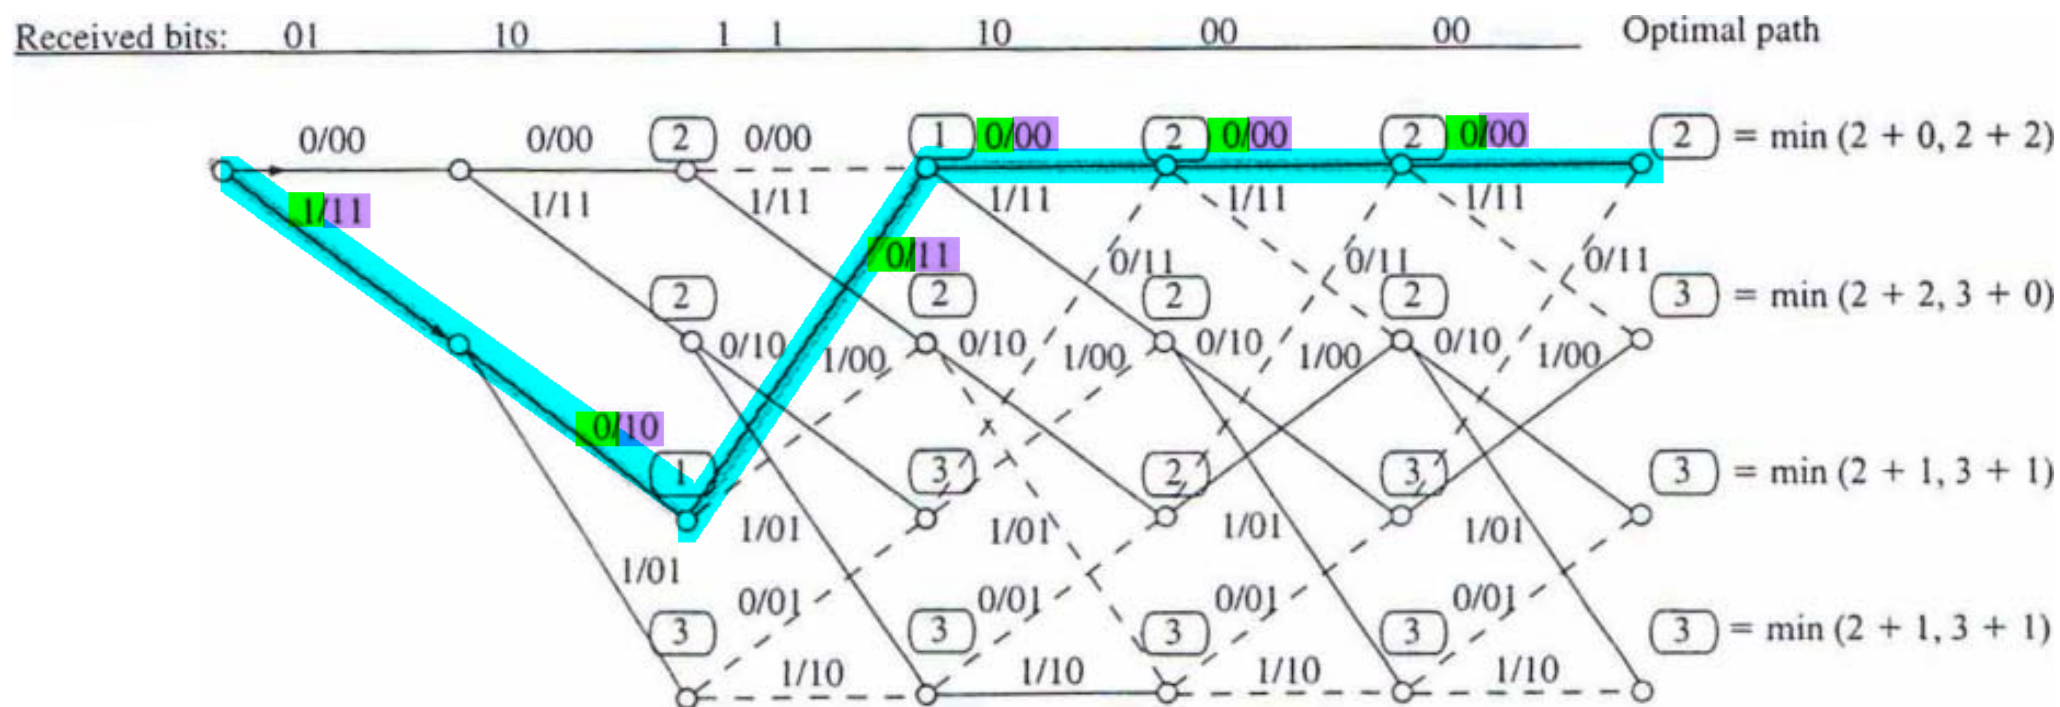 Received bits: 01 10 1 1 10 00 00 Optimal path
0/00 0/00 2 0/00 1 0/00 2 0/00 2 0/00 2 = min (2 + 0, 2 + 2)
1/11 1/11 1/11 1/11 1/11 1/11
0/11 0/11 0/11 0/11
2 2 2 2 3 = min (2 + 2, 3 + 0)
0/10 1/00 0/10 1/00 0/10 1/00 0/10 1/00
0/10
1 3 2 3 3 = min (2 + 1, 3 + 1)
1/01 1/01 1/01 1/01
1/01
0/01 0/01 0/01 0/01
3 3 3 3 3 = min (2 + 1, 3 + 1)
1/10 1/10 1/10 1/10